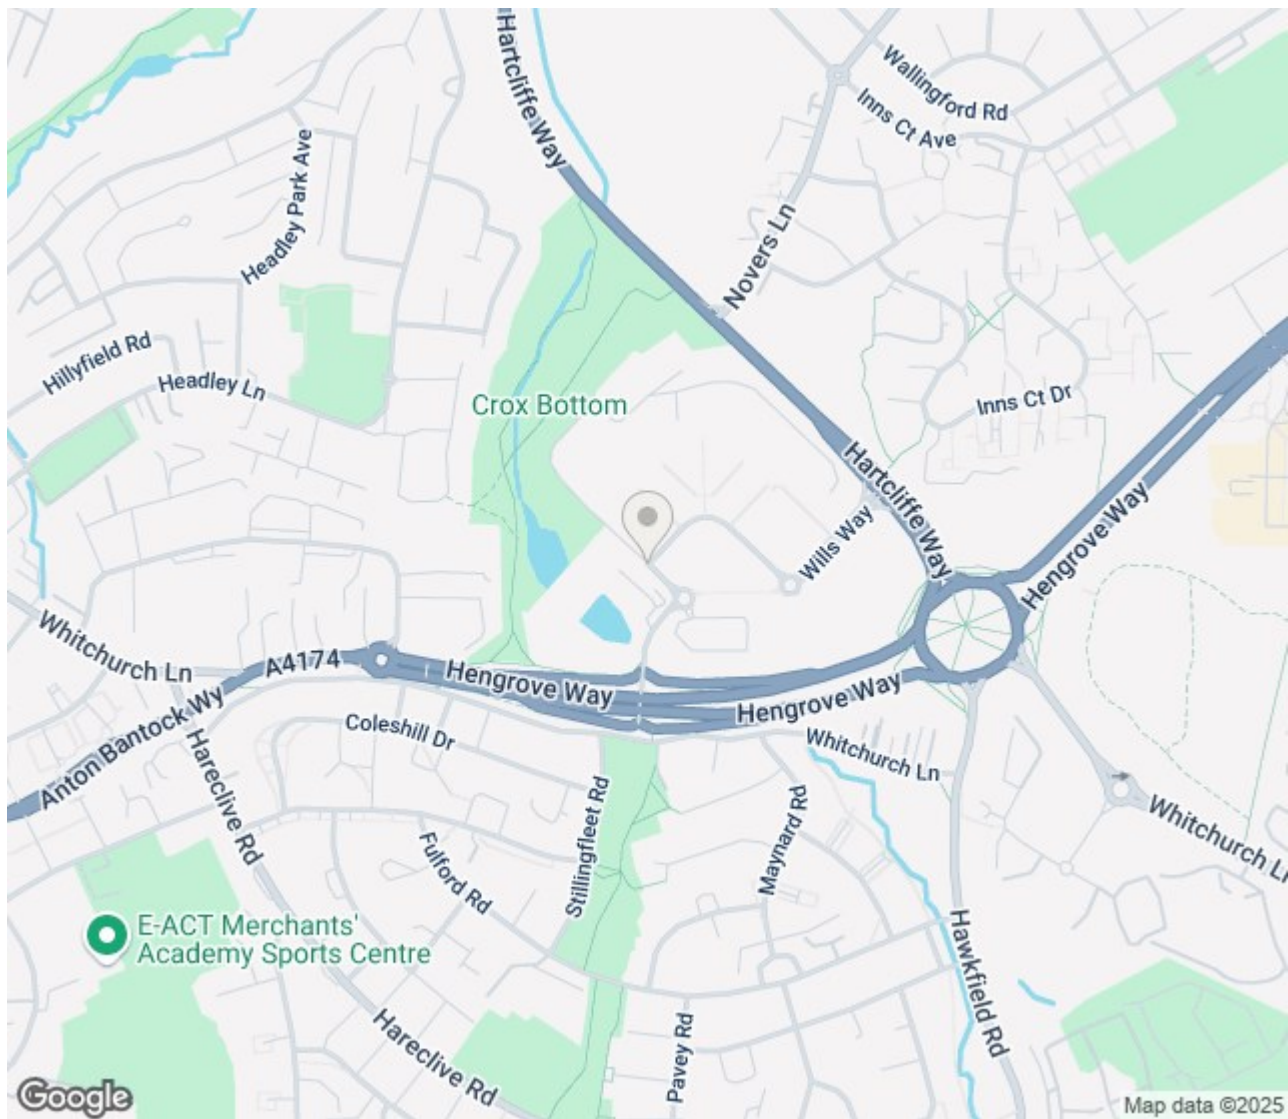 Hartcliffe Way
Wallingford Rd
Inns Ct Ave
Headley Park Ave
Novers Ln
Hillyfield Rd
Headley Ln
Crox Bottom
Inns Ct Dr
Hartcliffe Way
Wills Way
Hengrove Way
Whitchurch Ln
A4174
Hengrove Way
Hengrove Way
Anton Bantock Wy
Coleshill Dr
Whitchurch Ln
Hareclive Rd
Stillingfleet Rd
Maynard Rd
Whitchurch Ln
Fulford Rd
E-ACT Merchants'
Academy Sports Centre
Hawkfield Rd
Hareclive Rd
Pavey Rd
Google
Map data ©2025